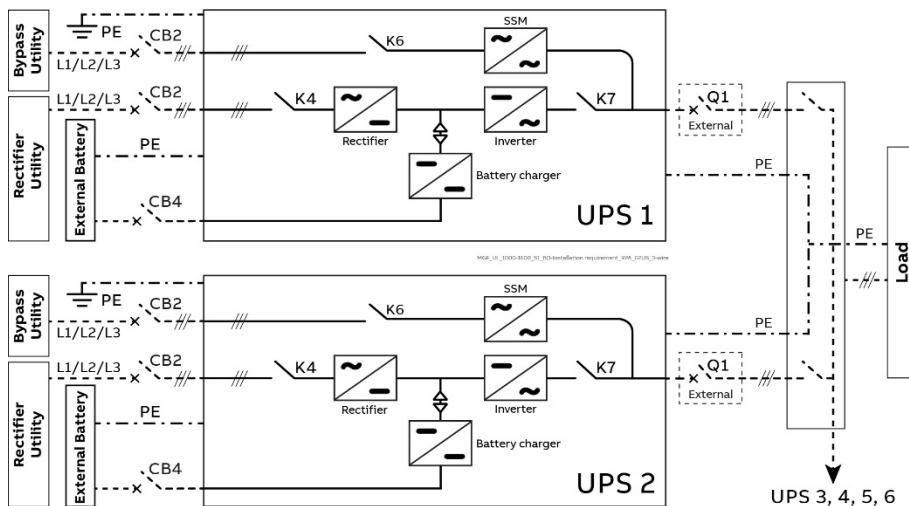 Bypass
Utility
PE
L1/L2/L3
CB2
K6
SSM
Rectifier
Utility
L1/L2/L3
CB2
K4
Rectifier
Inverter
K7
Q1
External
External Battery
PE
CB4
Battery charger
UPS 1
PE
PE
Load
Bypass
Utility
PE
L1/L2/L3
CB2
K6
SSM
PE
Rectifier
Utility
L1/L2/L3
CB2
K4
Rectifier
Inverter
K7
Q1
External
External Battery
PE
CB4
Battery charger
UPS 2
UPS 3, 4, 5, 6